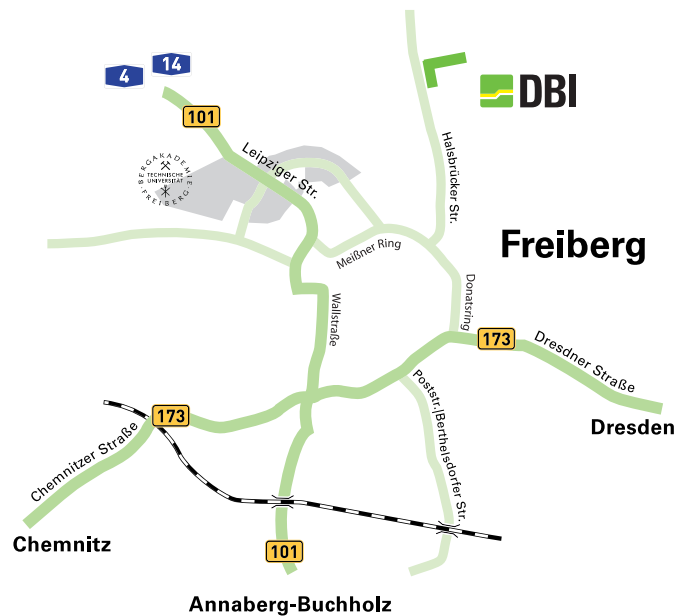 4
14
101
DBI
BERGAKADEMIE
TECHNISCHE
UNIVERSITÄT
·FREIBERG·
Leipziger Str.
Halsbrücker Str.
Freiberg
Meißner Ring
Donatsring
Wallstraße
173
Dresdner Straße
Dresden
Poststr./Berthelsdorfer Str.
173
Chemnitzer Straße
Chemnitz
101
Annaberg-Buchholz